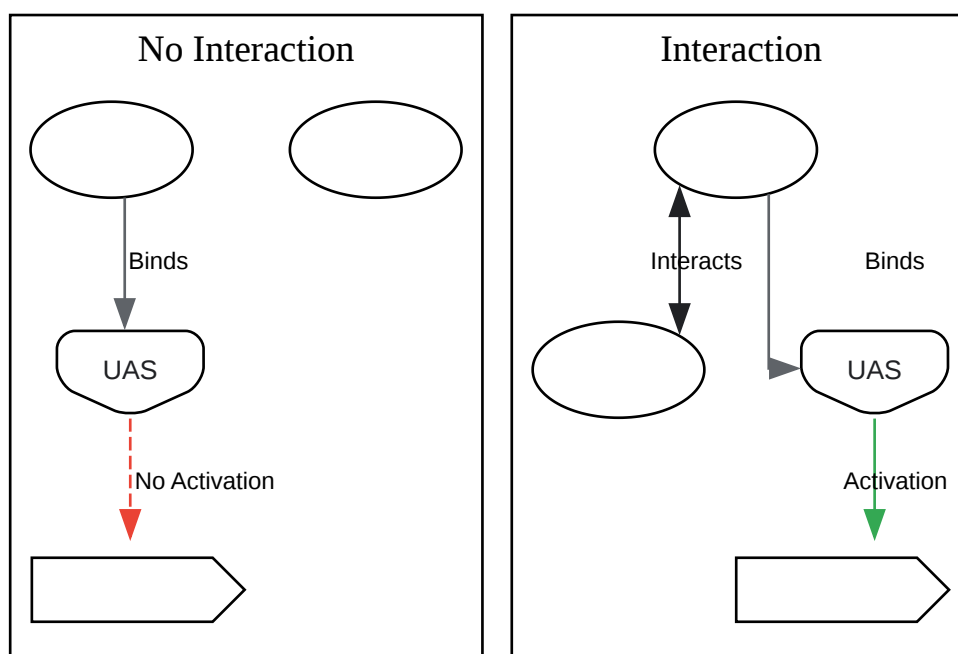 No Interaction
Binds
UAS
No Activation
Interaction
Interacts
Binds
UAS
Activation